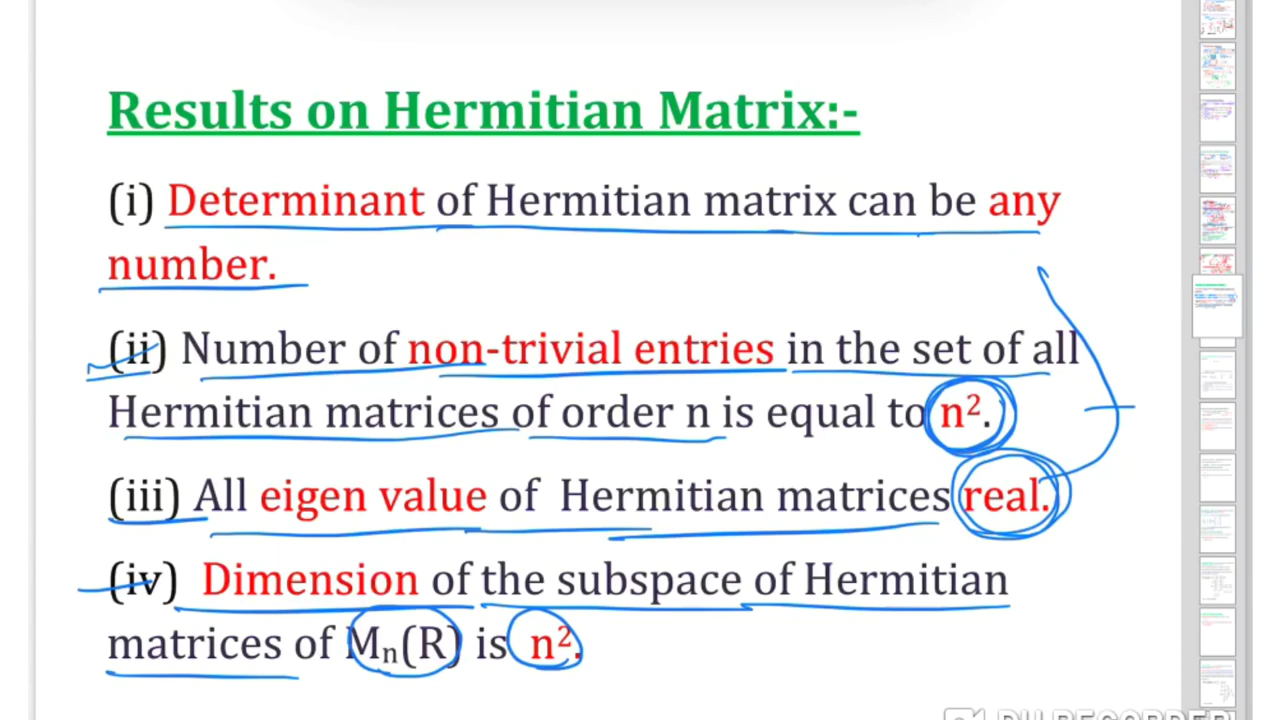 Results on Hermitian Matrix:-
(i) Determinant of Hermitian matrix can be any
number.
(ii) Number of non-trivial entries in the set of all
Hermitian matrices of order n is equal to n².
(iii) All eigen value of Hermitian matrices real.
(iv) Dimension of the subspace of Hermitian
matrices of Mₙ(R) is n².